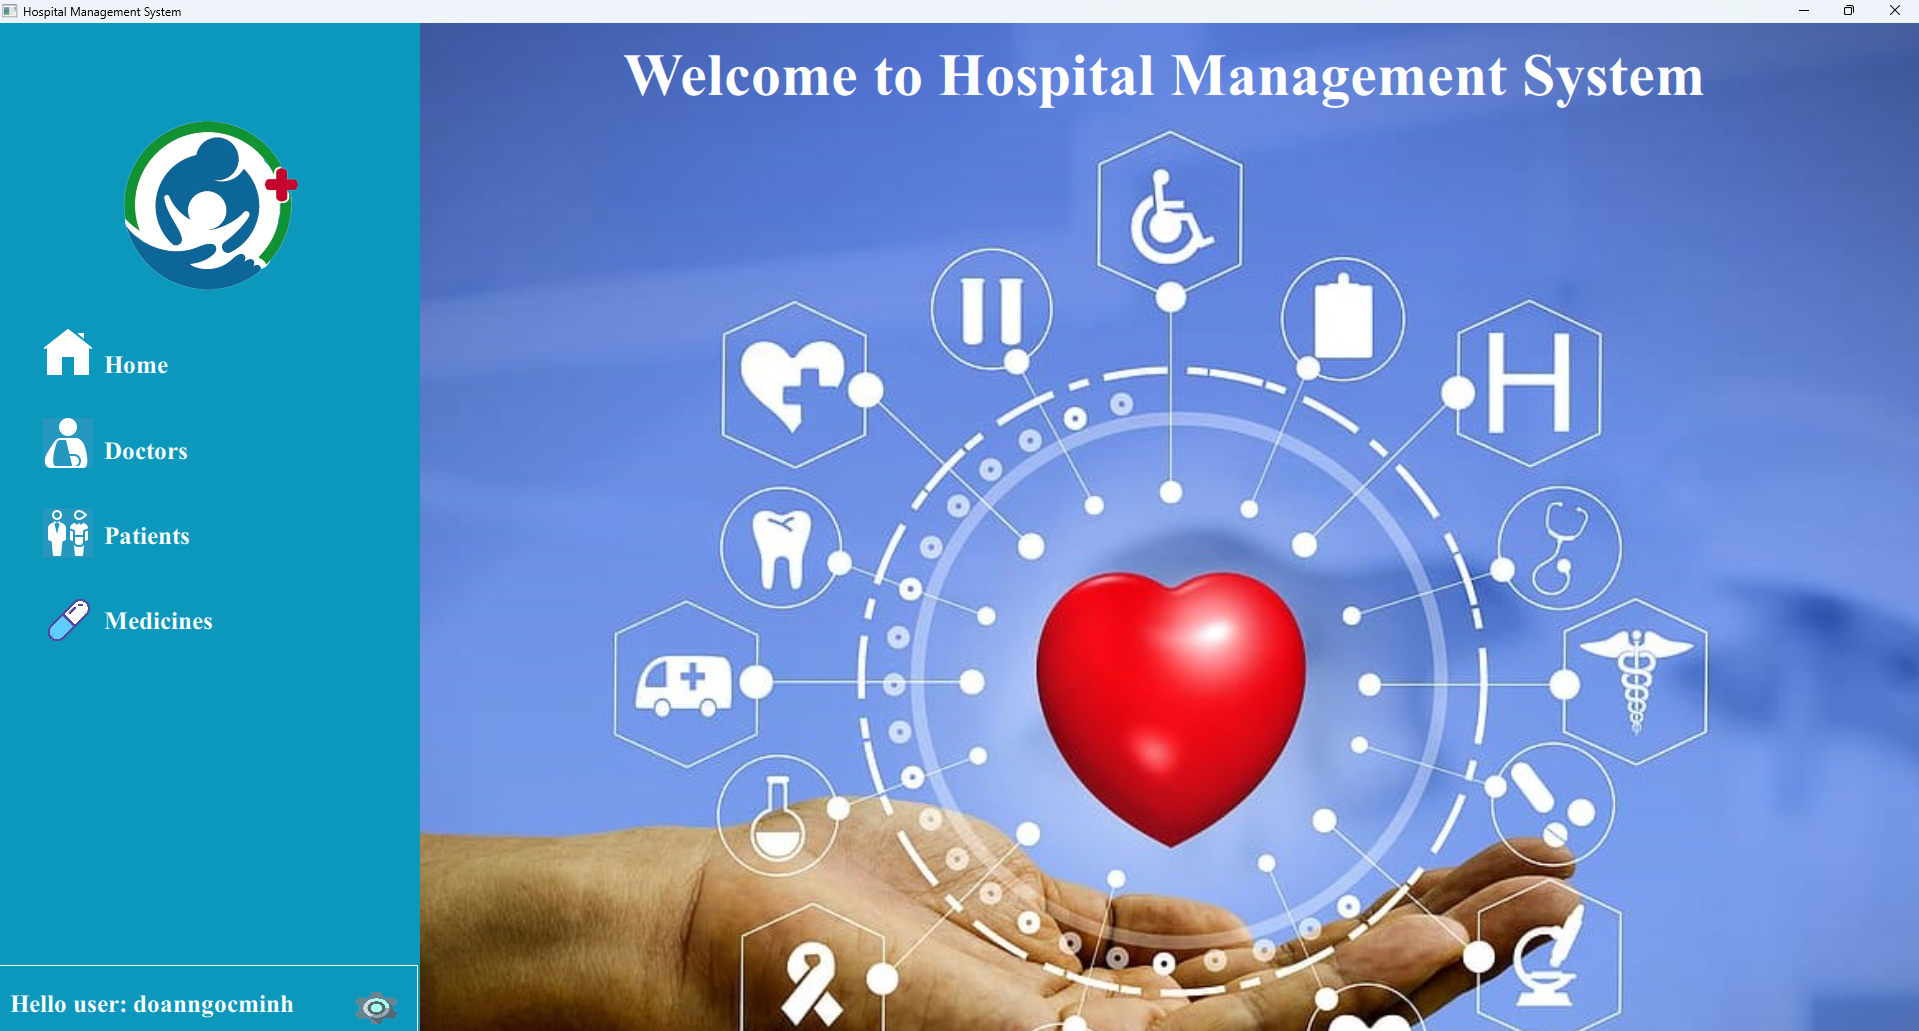 Hospital Management System
Welcome to Hospital Management System
H
Home
Doctors
Patients
Medicines
Hello user: doanngocminh